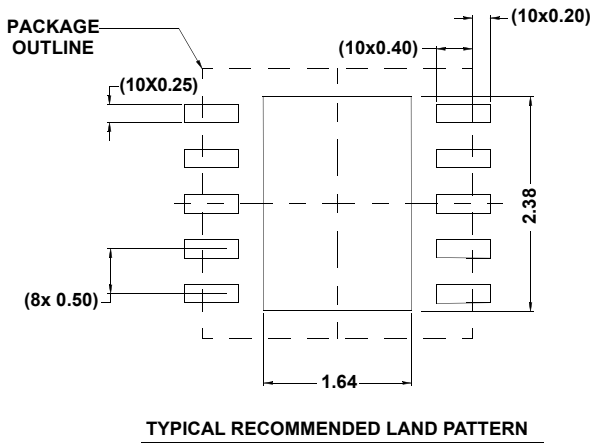 (10x0.20)
PACKAGE
OUTLINE
(10x0.40)
(10X0.25)
2.38
(8x 0.50)
1.64
TYPICAL RECOMMENDED LAND PATTERN